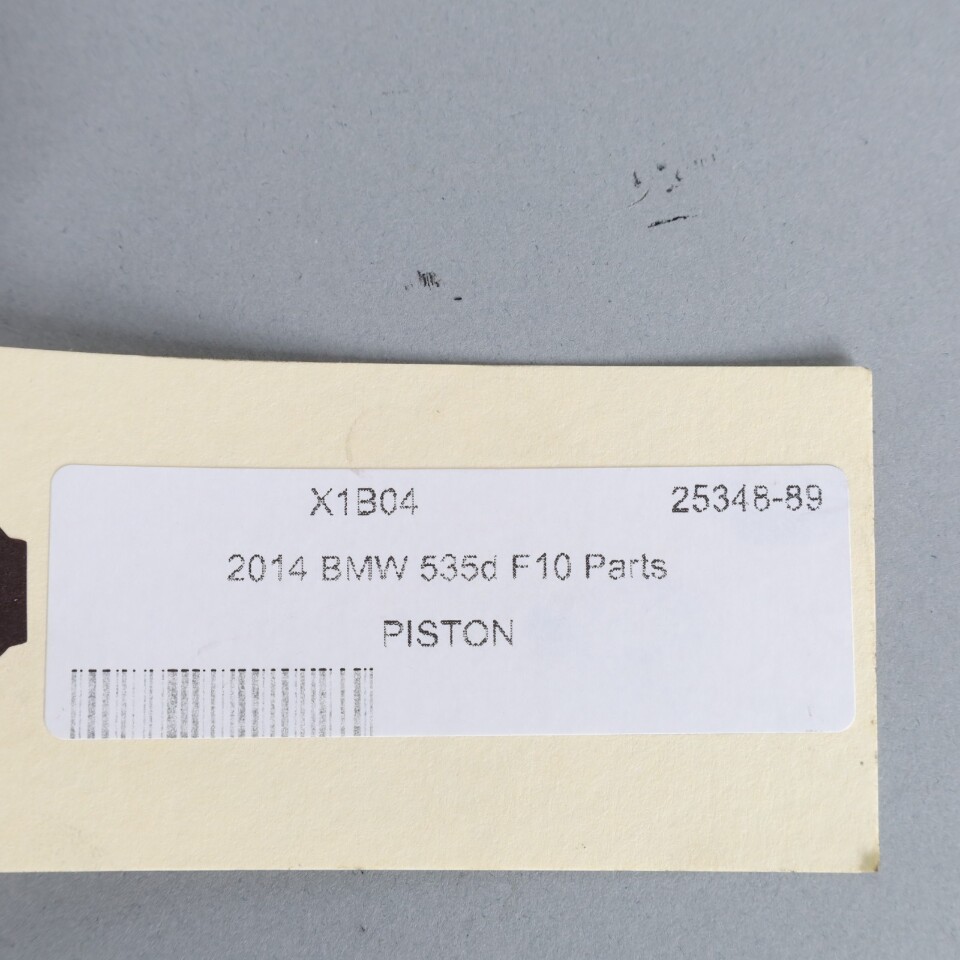 X1B04 25348-89
2014 BMW 535d F10 Parts
PISTON